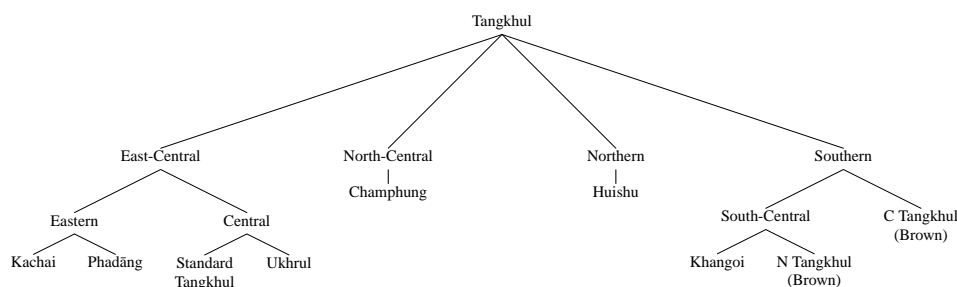 Tangkhul
East-Central North-Central Northern Southern
Champhung Huishu
Eastern Central South-Central C Tangkhul
(Brown)
Kachai Phadāng Standard Ukhrul Khangoi N Tangkhul
Tangkhul (Brown)